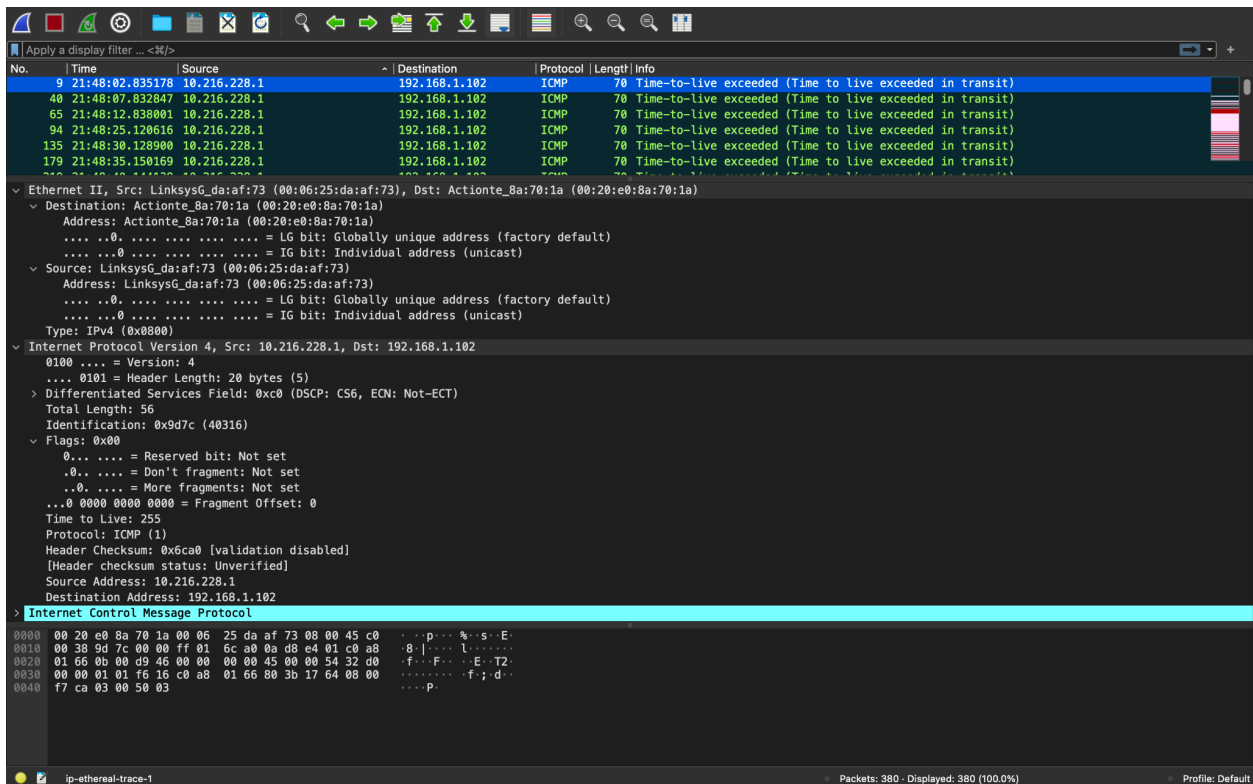 Apply a display filter ... <⌘/>
No. Time Source Destination Protocol Length Info
9 21:48:02.835178 10.216.228.1 192.168.1.102 ICMP 70 Time-to-live exceeded (Time to live exceeded in transit)
40 21:48:07.832847 10.216.228.1 192.168.1.102 ICMP 70 Time-to-live exceeded (Time to live exceeded in transit)
65 21:48:12.838001 10.216.228.1 192.168.1.102 ICMP 70 Time-to-live exceeded (Time to live exceeded in transit)
94 21:48:25.120616 10.216.228.1 192.168.1.102 ICMP 70 Time-to-live exceeded (Time to live exceeded in transit)
135 21:48:30.128900 10.216.228.1 192.168.1.102 ICMP 70 Time-to-live exceeded (Time to live exceeded in transit)
179 21:48:35.150169 10.216.228.1 192.168.1.102 ICMP 70 Time-to-live exceeded (Time to live exceeded in transit)
Ethernet II, Src: LinksysG_da:af:73 (00:06:25:da:af:73), Dst: Actionte_8a:70:1a (00:20:e0:8a:70:1a)
Destination: Actionte_8a:70:1a (00:20:e0:8a:70:1a)
Address: Actionte_8a:70:1a (00:20:e0:8a:70:1a)
.... ..0. .... .... .... .... = LG bit: Globally unique address (factory default)
.... ...0 .... .... .... .... = IG bit: Individual address (unicast)
Source: LinksysG_da:af:73 (00:06:25:da:af:73)
Address: LinksysG_da:af:73 (00:06:25:da:af:73)
.... ..0. .... .... .... .... = LG bit: Globally unique address (factory default)
.... ...0 .... .... .... .... = IG bit: Individual address (unicast)
Type: IPv4 (0x0800)
Internet Protocol Version 4, Src: 10.216.228.1, Dst: 192.168.1.102
0100 .... = Version: 4
.... 0101 = Header Length: 20 bytes (5)
Differentiated Services Field: 0xc0 (DSCP: CS6, ECN: Not-ECT)
Total Length: 56
Identification: 0x9d7c (40316)
Flags: 0x00
0... .... = Reserved bit: Not set
.0.. .... = Don't fragment: Not set
..0. .... = More fragments: Not set
...0 0000 0000 0000 = Fragment Offset: 0
Time to Live: 255
Protocol: ICMP (1)
Header Checksum: 0x6ca0 [validation disabled]
[Header checksum status: Unverified]
Source Address: 10.216.228.1
Destination Address: 192.168.1.102
Internet Control Message Protocol
0000 00 20 e0 8a 70 1a 00 06 25 da af 73 08 00 45 c0 · ··p··· %··s··E·
0010 00 38 9d 7c 00 00 ff 01 6c a0 0a d8 e4 01 c0 a8 ·8·|···· l·······
0020 01 66 0b 00 d9 46 00 00 00 00 45 00 00 54 32 d0 ·f···F·· ··E··T2·
0030 00 00 01 01 f6 16 c0 a8 01 66 80 3b 17 64 08 00 ········ ·f·;·d··
0040 f7 ca 03 00 50 03 ····P·
ip-ethereal-trace-1 Packets: 380 · Displayed: 380 (100.0%) Profile: Default